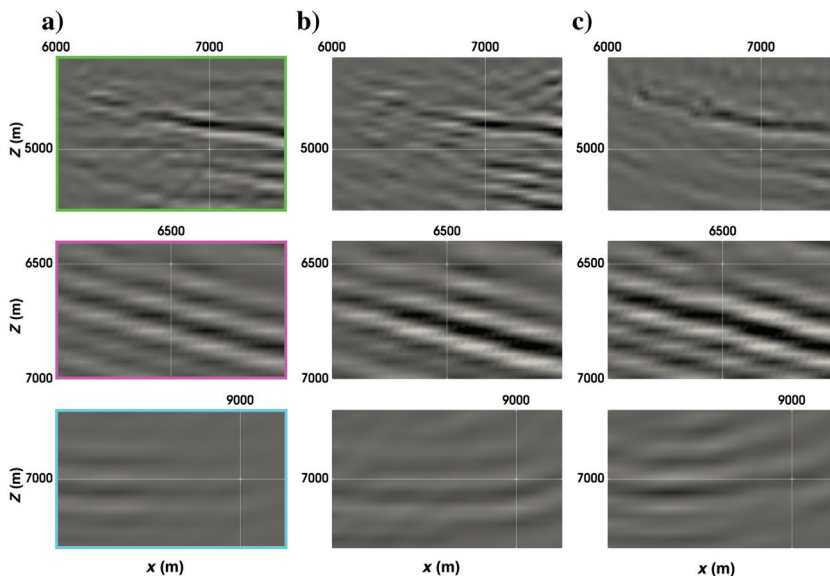 a) b) c)
6000 7000 6000 7000 6000 7000
Z (m) 5000 5000 5000
6500 6500 6500
Z (m) 6500 6500 6500
7000 7000 7000
9000 9000 9000
Z (m) 7000 7000 7000
x (m) x (m) x (m)